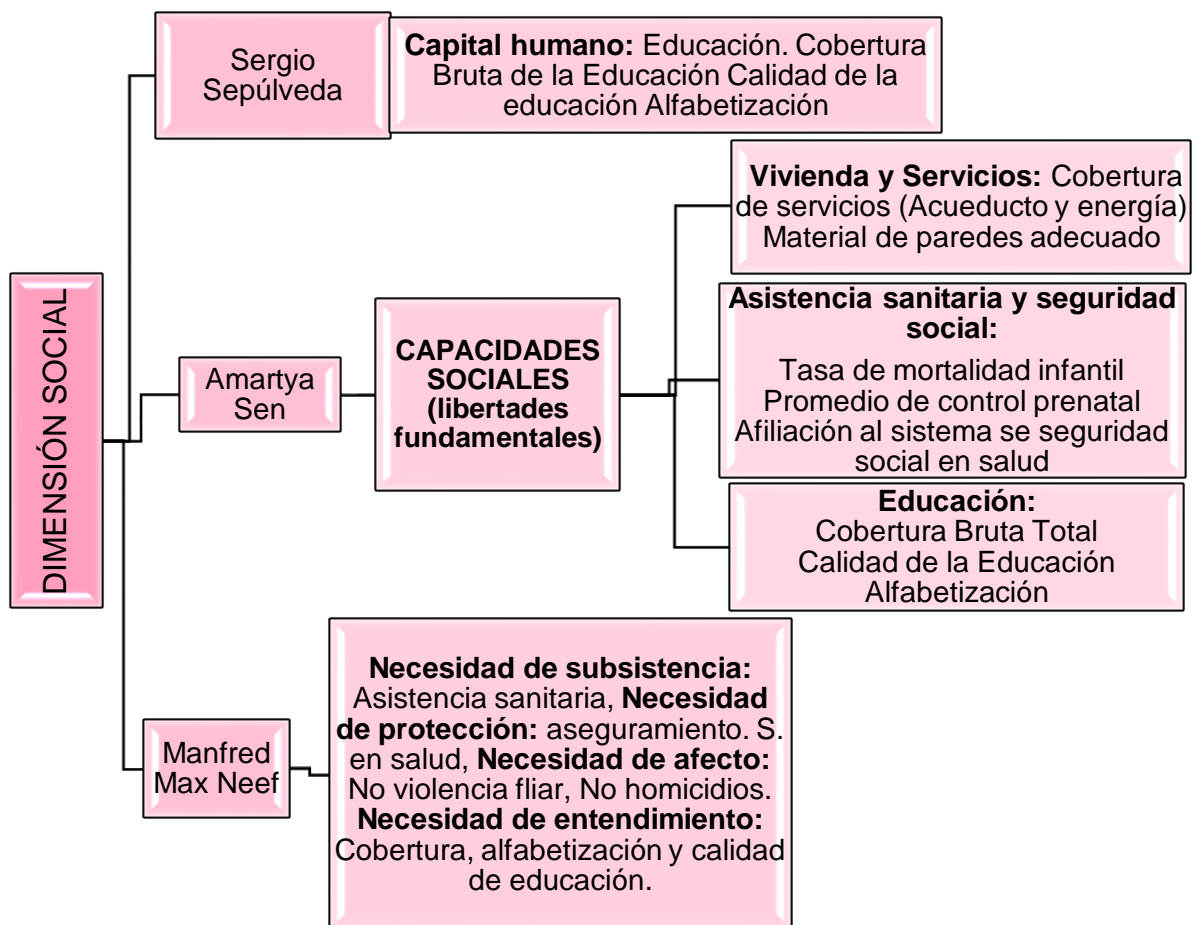 DIMENSIÓN SOCIAL
Sergio
Sepúlveda
Capital humano: Educación. Cobertura
Bruta de la Educación Calidad de la
educación Alfabetización
Amartya
Sen
CAPACIDADES
SOCIALES
(libertades
fundamentales)
Vivienda y Servicios: Cobertura
de servicios (Acueducto y energía)
Material de paredes adecuado
Asistencia sanitaria y seguridad
social:
Tasa de mortalidad infantil
Promedio de control prenatal
Afiliación al sistema se seguridad
social en salud
Educación:
Cobertura Bruta Total
Calidad de la Educación
Alfabetización
Manfred
Max Neef
Necesidad de subsistencia:
Asistencia sanitaria, Necesidad
de protección: aseguramiento. S.
en salud, Necesidad de afecto:
No violencia fliar, No homicidios.
Necesidad de entendimiento:
Cobertura, alfabetización y calidad
de educación.